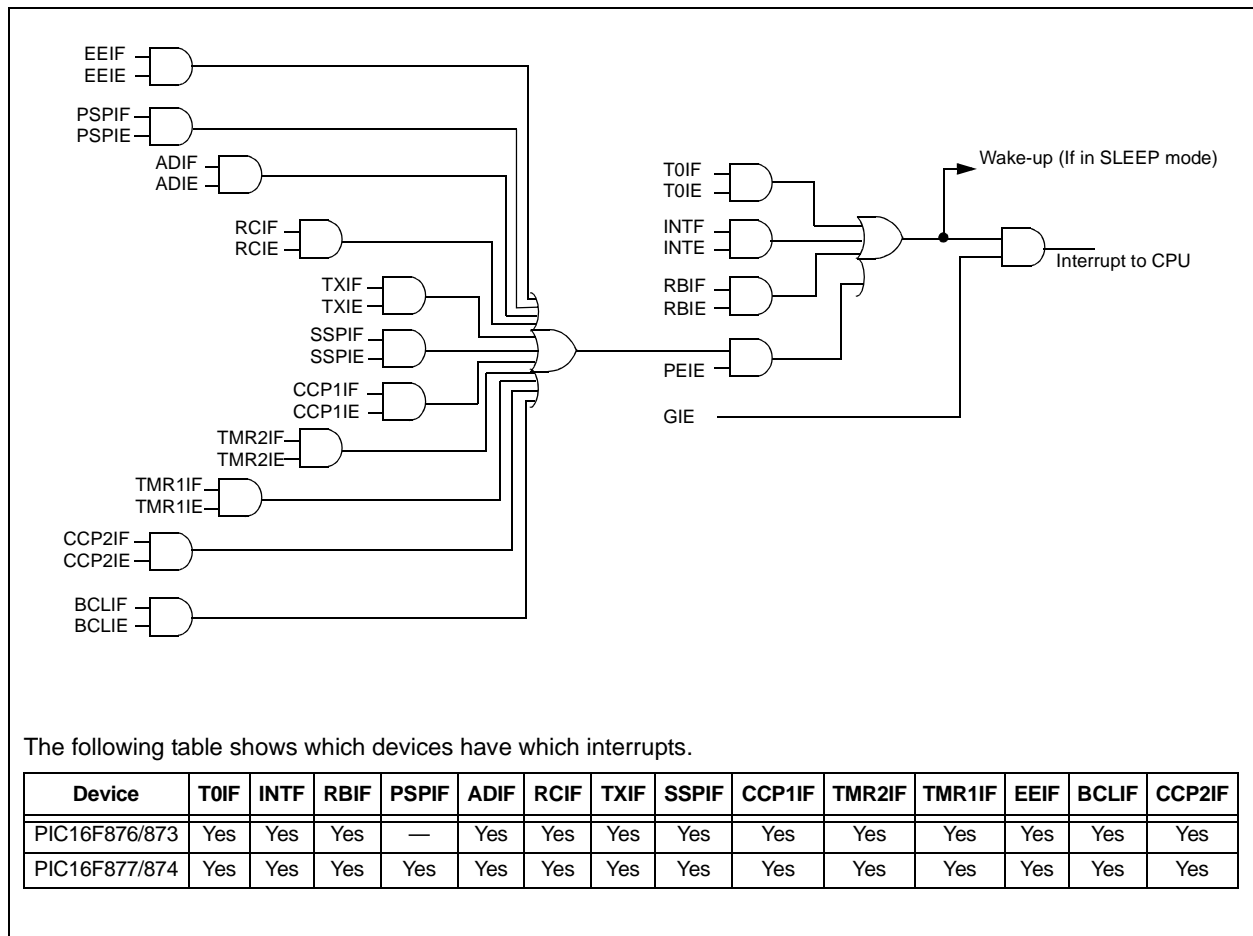 EEIF
EEIE
PSPIF
PSPIE
ADIF
ADIE
RCIF
RCIE
TXIF
TXIE
SSPIF
SSPIE
CCP1IF
CCP1IE
TMR2IF
TMR2IE
TMR1IF
TMR1IE
CCP2IF
CCP2IE
BCLIF
BCLIE
T0IF
T0IE
INTF
INTE
RBIF
RBIE
PEIE
GIE
Wake-up (If in SLEEP mode)
Interrupt to CPU
The following table shows which devices have which interrupts.
Device T0IF INTF RBIF PSPIF ADIF RCIF TXIF SSPIF CCP1IF TMR2IF TMR1IF EEIF BCLIF CCP2IF
PIC16F876/873 Yes Yes Yes — Yes Yes Yes Yes Yes Yes Yes Yes Yes Yes
PIC16F877/874 Yes Yes Yes Yes Yes Yes Yes Yes Yes Yes Yes Yes Yes Yes